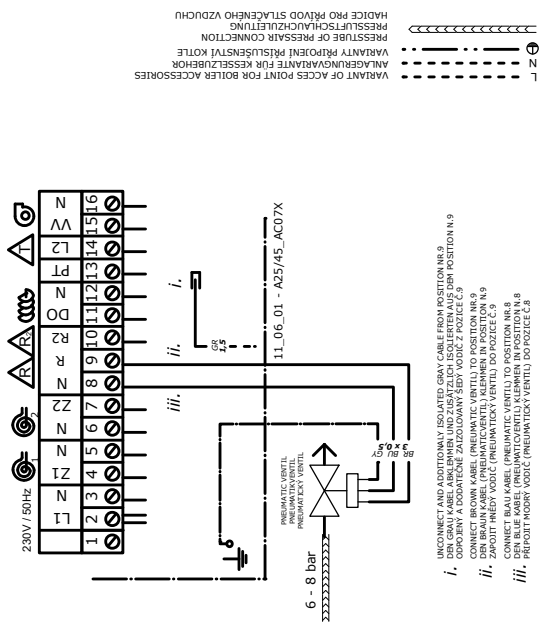 HADICE PRO PŘÍVOD STLAČENÉHO VZDUCHU
PRESSLUFTSCHLAUCHZULEITUNG
PRESTUBE OF PRESSAIR CONNECTION
VARIANTY PŘIPOJENÍ PŘÍSLUŠENSTVÍ KOTLE
ANLAGERUNGVARIANTE FÜR KESSELZUBEHOR
VARIANT OF ACCES POINT FOR BOILER ACCESSORIES
N
L
230V / 50Hz
1
2 L1
3 N
4 Z1
5 N
6 N
7 Z2
8 N
9 R
10 R2
11 DO
12 N
13 PT
14 L2
15 VV
16 N
1
2
R
R2
T
i.
ii.
iii.
GR
1,5
11_06_01 - A25/45_AC07X
PNEUMATIC VENTIL
PNEUMATIKVENTIL
PNEUMATICKÝ VENTIL
GY BU BR
3 x 0,5
6 - 8 bar
i.
UNCONNECT AND ADDITIONALY ISOLATED GRAY CABLE FROM POSITION NR.9
DEN GRAU KABEL ABKLEMMEN UND ZUSÄTZLICH ISOLIERTEN AUS DEM POSITION N.9
ODPOJENÝ A DODATEČNĚ ZAIZOLOVANÝ ŠEDÝ VODIČ Z POZICE Č.9
ii.
CONNECT BROWN KABEL (PNEUMATIC VENTIL) TO POSITION NR.9
DEN BRAUN KABEL (PNEUMATICVENTIL) KLEMMEN IN POSITION N.9
ZAPOJIT HNĚDÝ VODIČ (PNEUMATICKÝ VENTIL) DO POZICE Č.9
iii.
CONNECT BLAU KABEL (PNEUMATIC VENTIL) TO POSITION NR.8
DEN BLUE KABEL (PNEUMATICVENTIL) KLEMMEN IN POSITION N.8
PŘIPOJIT MODRÝ VODIČ (PNEUMATICKÝ VENTIL) DO POZICE Č.8